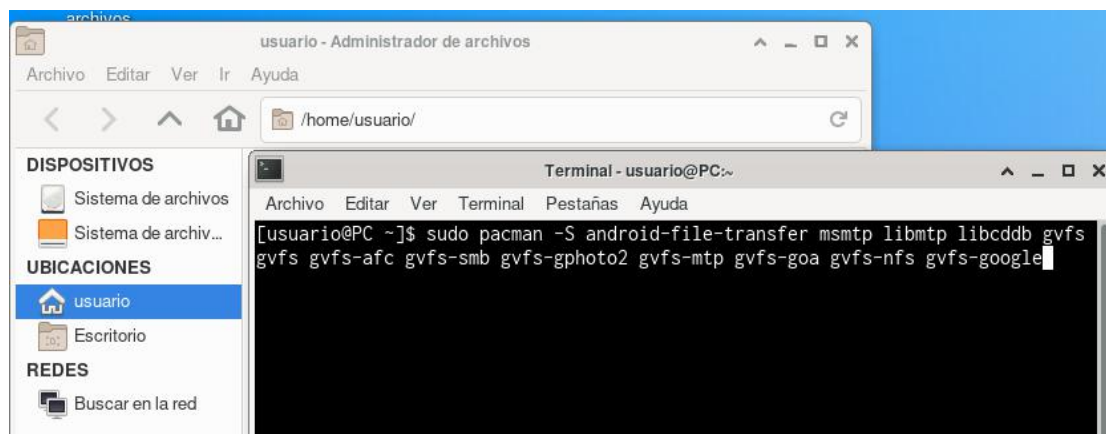 archivos
usuario - Administrador de archivos
Archivo Editar Ver Ir Ayuda
/home/usuario/
DISPOSITIVOS
Sistema de archivos
Sistema de archiv...
UBICACIONES
usuario
Escritorio
REDES
Buscar en la red
Terminal - usuario@PC:~
Archivo Editar Ver Terminal Pestañas Ayuda
[usuario@PC ~]$ sudo pacman -S android-file-transfer msmtp libmtp libcddb gvfs
gvfs gvfs-afc gvfs-smb gvfs-gphoto2 gvfs-mtp gvfs-goa gvfs-nfs gvfs-google